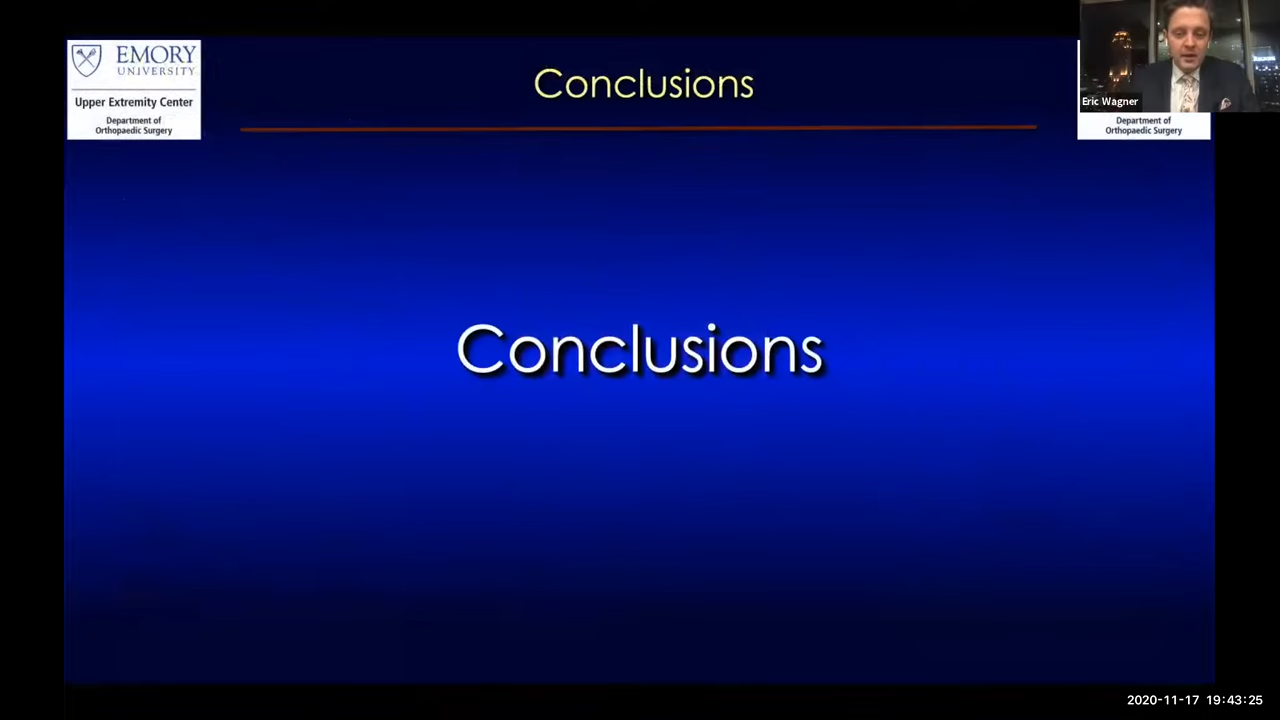 EMORY
UNIVERSITY
Upper Extremity Center
Department of
Orthopaedic Surgery
Conclusions
Eric Wagner
Department of
Orthopaedic Surgery
Conclusions
2020-11-17 19:43:25